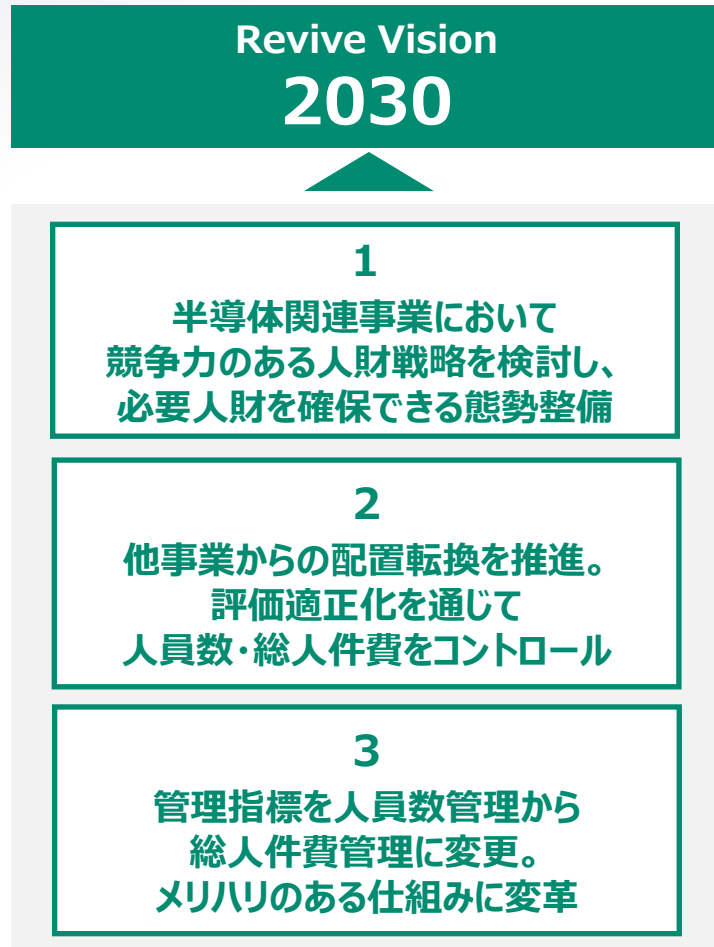 Revive Vision
2030
1
半導体関連事業において
競争力のある人財戦略を検討し、
必要人財を確保できる態勢整備
2
他事業からの配置転換を推進。
評価適正化を通じて
人員数・総人件費をコントロール
3
管理指標を人員数管理から
総人件費管理に変更。
メリハリのある仕組みに変革